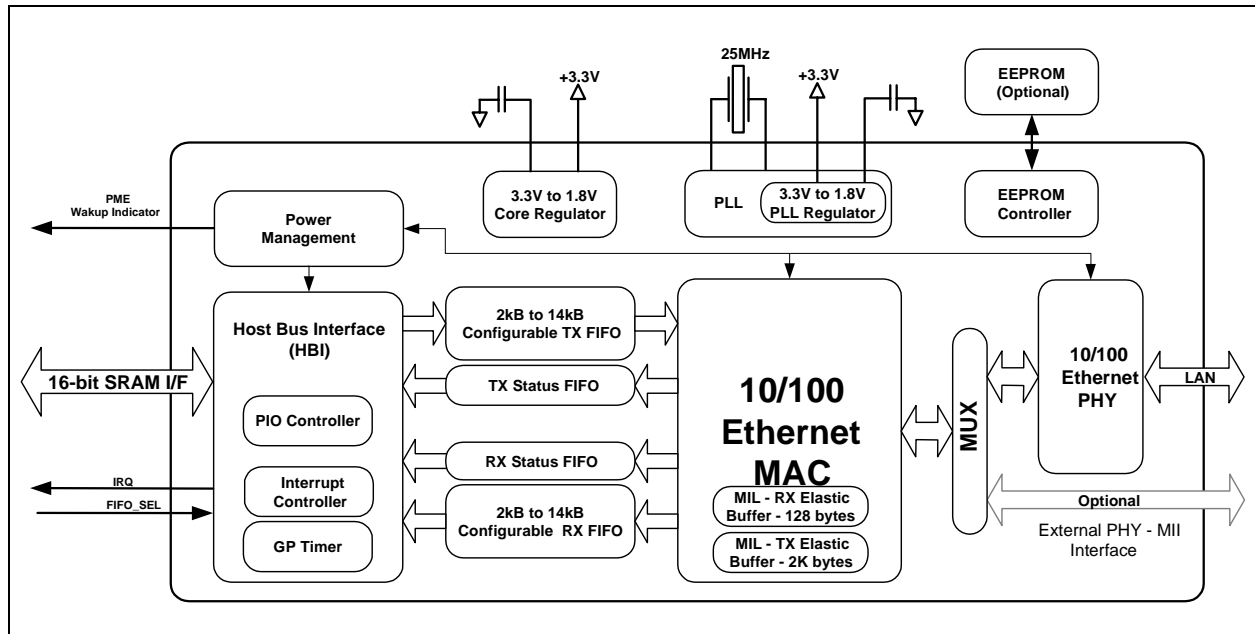 25MHz
+3.3V
+3.3V
EEPROM
(Optional)
3.3V to 1.8V
Core Regulator
PLL
3.3V to 1.8V
PLL Regulator
EEPROM
Controller
PME
Wakup Indicator
Power
Management
Host Bus Interface
(HBI)
2kB to 14kB
Configurable TX FIFO
16-bit SRAM I/F
TX Status FIFO
PIO Controller
RX Status FIFO
IRQ
FIFO_SEL
Interrupt
Controller
2kB to 14kB
Configurable RX FIFO
GP Timer
10/100
Ethernet
MAC
MIL - RX Elastic
Buffer - 128 bytes
MIL - TX Elastic
Buffer - 2K bytes
MUX
10/100
Ethernet
PHY
LAN
Optional
External PHY - MII
Interface